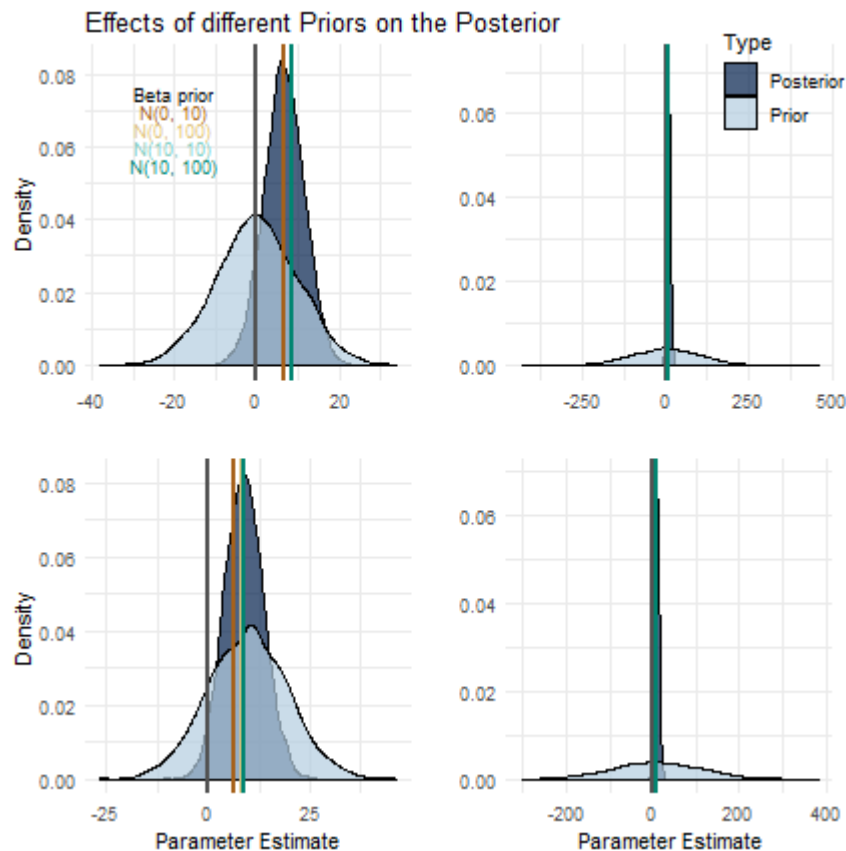 Effects of different Priors on the Posterior
Type
Posterior
Prior
Beta prior
N(0, 10)
N(0, 100)
N(10, 10)
N(10, 100)
Density
0.08
0.06
0.04
0.02
0.00
-40 -20 0 20
0.06
0.04
0.02
0.00
-250 0 250 500
Density
0.08
0.06
0.04
0.02
0.00
-25 0 25
Parameter Estimate
0.06
0.04
0.02
0.00
-200 0 200 400
Parameter Estimate